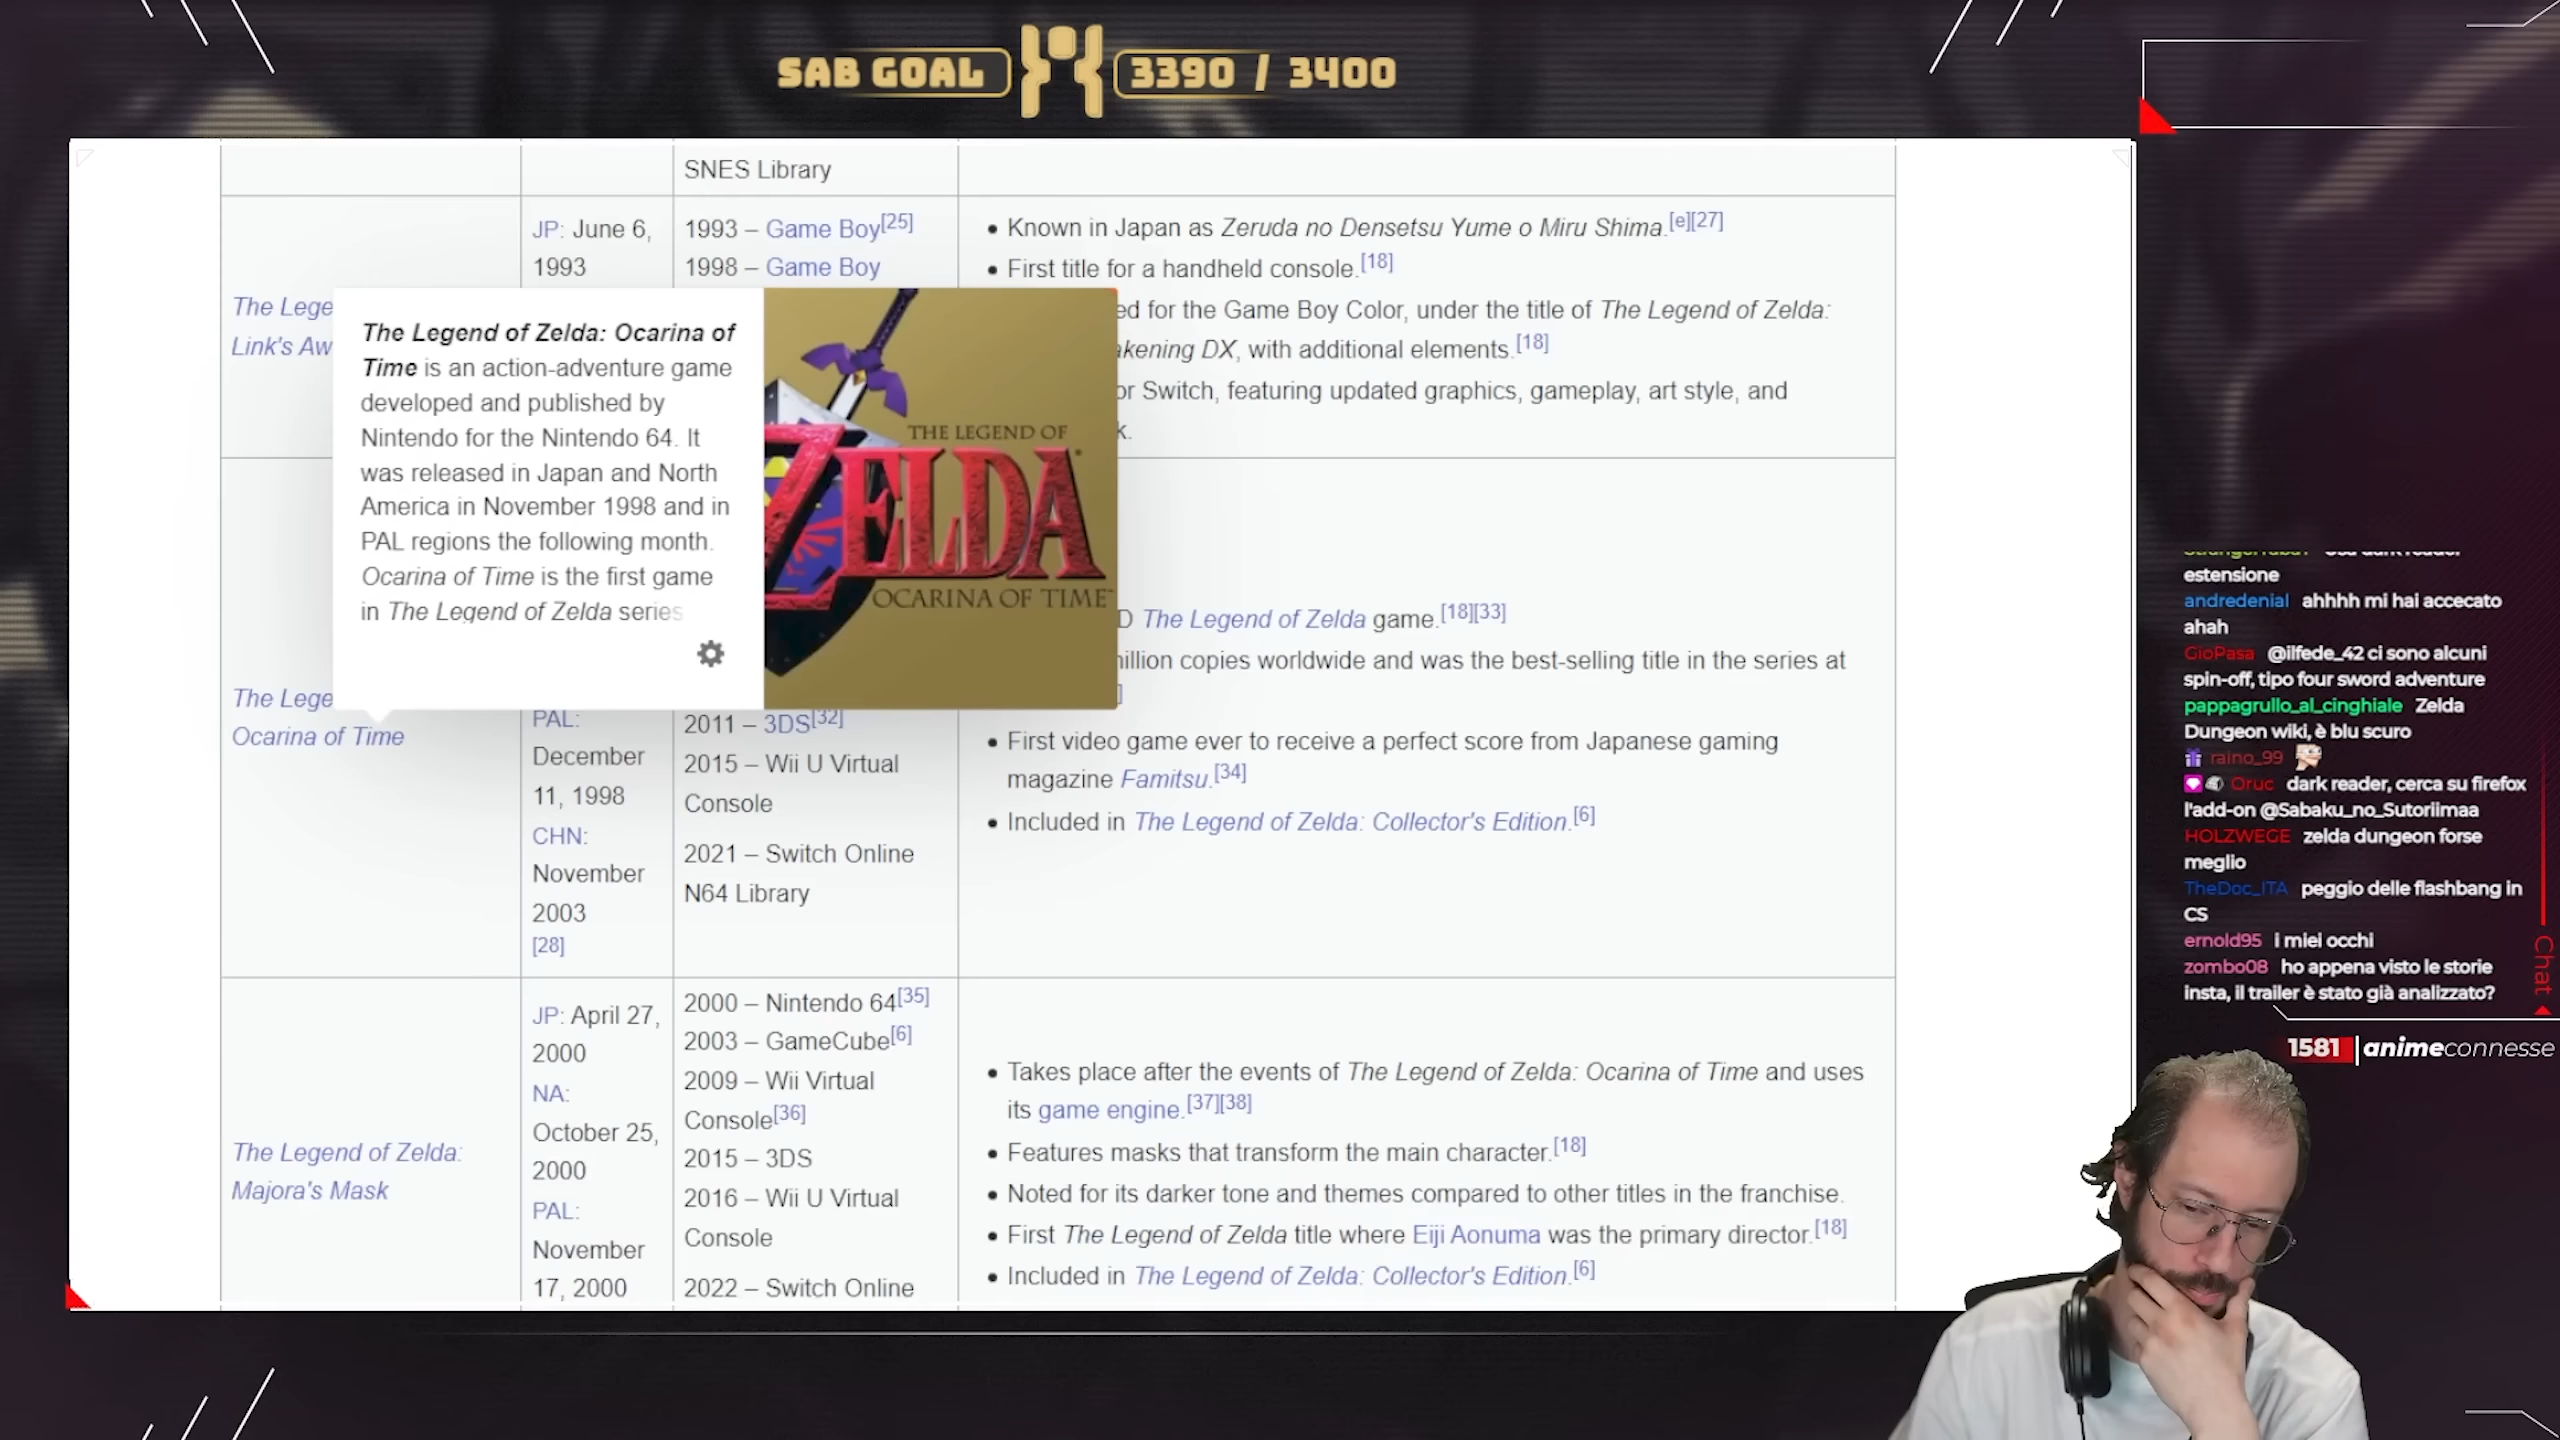 SAB GOAL 3390 / 3400
SNES Library
JP: June 6,
1993
1993 – Game Boy[25]
1998 – Game Boy
• Known in Japan as Zeruda no Densetsu Yume o Miru Shima.[e][27]
• First title for a handheld console.[18]
ed for the Game Boy Color, under the title of The Legend of Zelda:
akening DX, with additional elements.[18]
or Switch, featuring updated graphics, gameplay, art style, and
k.
The Lege
Link's Aw
The Legend of Zelda: Ocarina of
Time is an action-adventure game
developed and published by
Nintendo for the Nintendo 64. It
was released in Japan and North
America in November 1998 and in
PAL regions the following month.
Ocarina of Time is the first game
in The Legend of Zelda series
THE LEGEND OF
ZELDA
OCARINA OF TIME
The Lege
Ocarina of Time
PAL:
December
11, 1998
CHN:
November
2003
[28]
2011 – 3DS[32]
2015 – Wii U Virtual
Console
2021 – Switch Online
N64 Library
D The Legend of Zelda game.[18][33]
million copies worldwide and was the best-selling title in the series at
]
• First video game ever to receive a perfect score from Japanese gaming
magazine Famitsu.[34]
• Included in The Legend of Zelda: Collector's Edition.[6]
The Legend of Zelda:
Majora's Mask
JP: April 27,
2000
NA:
October 25,
2000
PAL:
November
17, 2000
2000 – Nintendo 64[35]
2003 – GameCube[6]
2009 – Wii Virtual
Console[36]
2015 – 3DS
2016 – Wii U Virtual
Console
2022 – Switch Online
• Takes place after the events of The Legend of Zelda: Ocarina of Time and uses
its game engine.[37][38]
• Features masks that transform the main character.[18]
• Noted for its darker tone and themes compared to other titles in the franchise.
• First The Legend of Zelda title where Eiji Aonuma was the primary director.[18]
• Included in The Legend of Zelda: Collector's Edition.[6]
estensione
andredenial ahhhh mi hai accecato
ahah
GioPasa @ilfede_42 ci sono alcuni
spin-off, tipo four sword adventure
pappagrullo_al_cinghiale Zelda
Dungeon wiki, è blu scuro
raino_99
Oruc dark reader, cerca su firefox
l'add-on @Sabaku_no_Sutoriimaa
HOLZWEGE zelda dungeon forse
meglio
TheDoc_ITA peggio delle flashbang in
CS
ernold95 i miei occhi
zombo08 ho appena visto le storie
insta, il trailer è stato già analizzato?
Chat
1581 animeconnesse